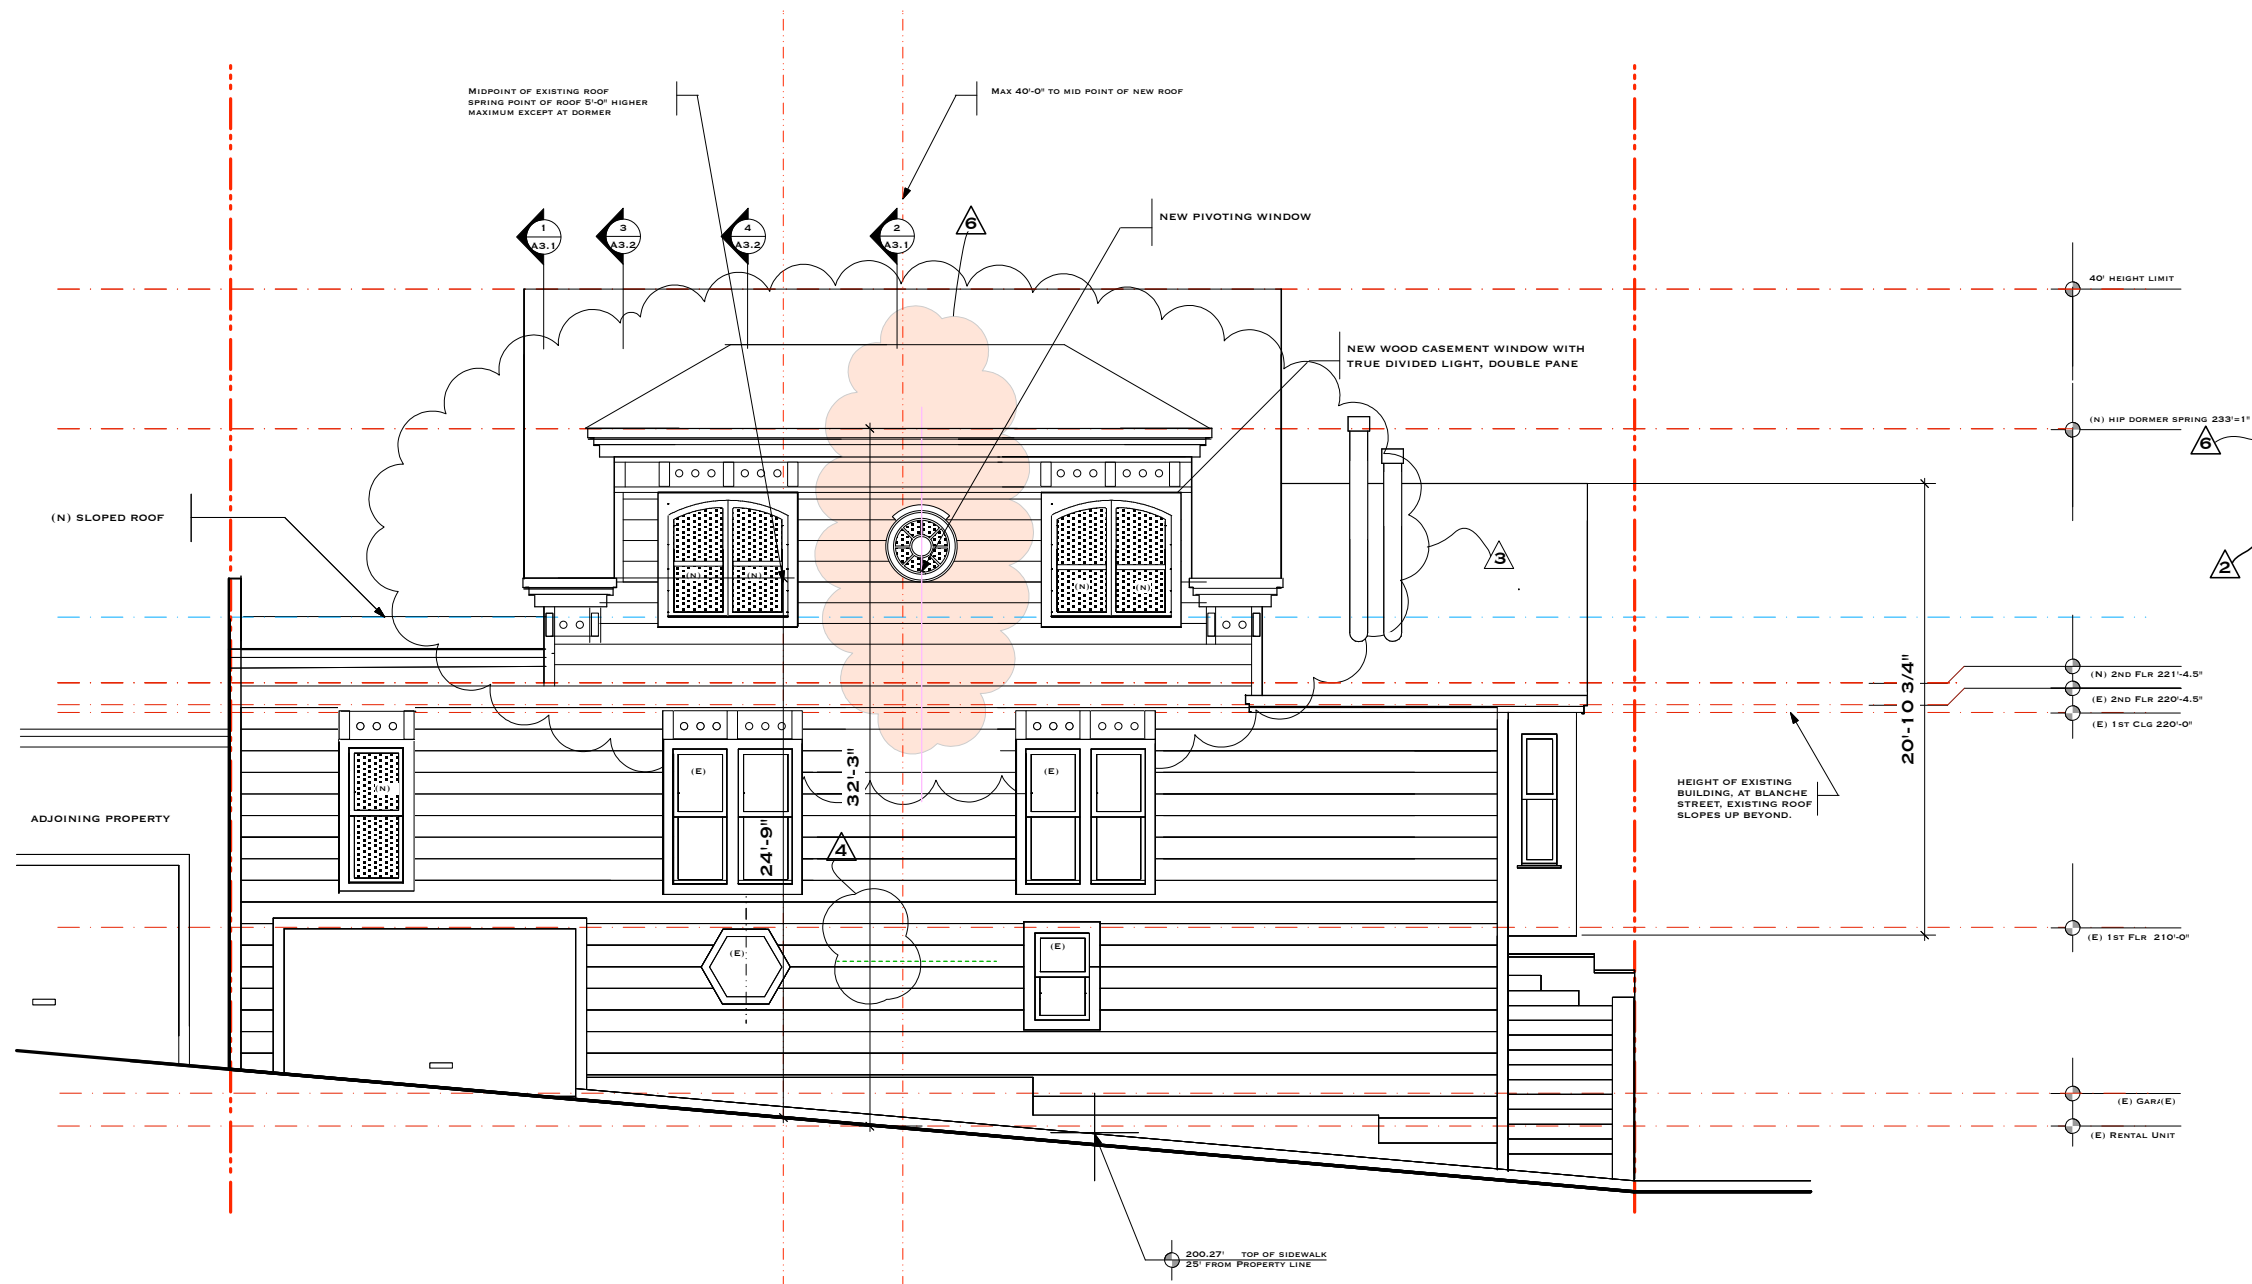 MIDPOINT OF EXISTING ROOF
SPRING POINT OF ROOF 5'-0" HIGHER
MAXIMUM EXCEPT AT DORMER
MAX 40'-0" TO MID POINT OF NEW ROOF
1
A3.1
3
A3.2
4
A3.2
2
A3.1
6
NEW PIVOTING WINDOW
40' HEIGHT LIMIT
NEW WOOD CASEMENT WINDOW WITH
TRUE DIVIDED LIGHT, DOUBLE PANE
(N) HIP DORMER SPRING 233'=1"
6
(N) SLOPED ROOF
3
2
(N)
(N)
(N)
(N)
(N) 2ND FLR 221'-4.5"
(E) 2ND FLR 220'-4.5"
(E) 1ST CLG 220'-0"
20'-10 3/4"
32'-3"
24'-9"
(E)
(E)
(N)
HEIGHT OF EXISTING
BUILDING, AT BLANCHE
STREET, EXISTING ROOF
SLOPES UP BEYOND.
ADJOINING PROPERTY
4
(E)
(E)
(E) 1ST FLR 210'-0"
(E) GAR(E)
(E) RENTAL UNIT
200.27' TOP OF SIDEWALK
25' FROM PROPERTY LINE